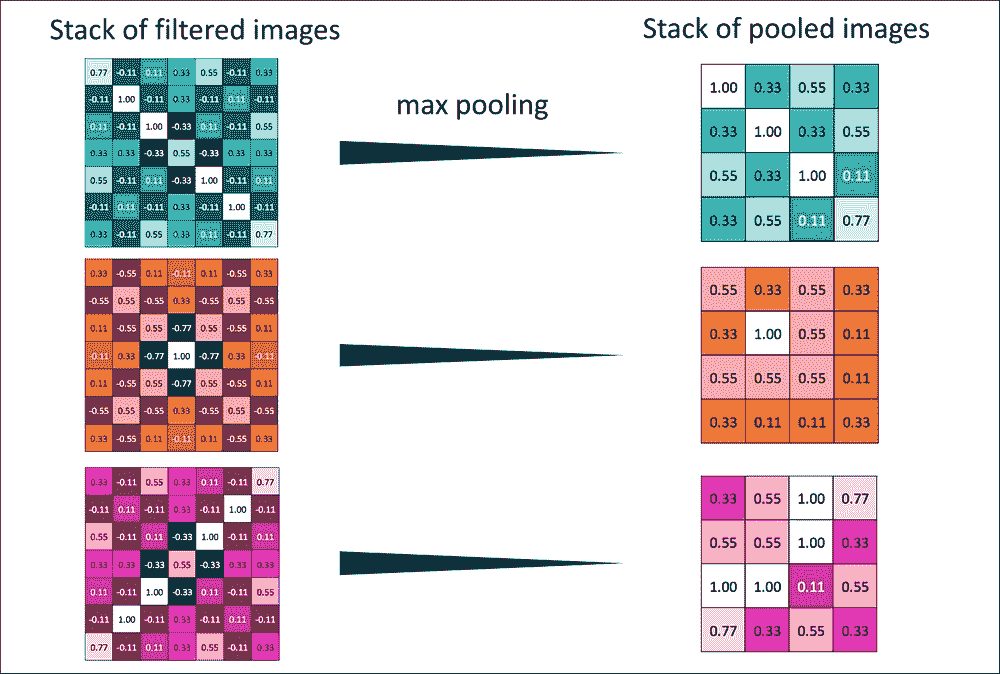 Stack of filtered images
0.77 -0.11 0.11 0.33 0.55 -0.11 0.33
-0.11 1.00 -0.11 0.33 -0.11 0.11 -0.11
0.11 -0.11 1.00 -0.33 0.11 -0.11 0.55
0.33 0.33 -0.33 0.55 -0.33 0.33 0.33
0.55 -0.11 0.11 -0.33 1.00 -0.11 0.11
-0.11 0.11 -0.11 0.33 -0.11 1.00 -0.11
0.33 -0.11 0.55 0.33 0.11 -0.11 0.77
0.33 -0.55 0.11 -0.11 0.11 -0.55 0.33
-0.55 0.55 -0.55 0.33 -0.55 0.55 -0.55
0.11 -0.55 0.55 -0.77 0.55 -0.55 0.11
-0.11 0.33 -0.77 1.00 -0.77 0.33 -0.11
0.11 -0.55 0.55 -0.77 0.55 -0.55 0.11
-0.55 0.55 -0.55 0.33 -0.55 0.55 -0.55
0.33 -0.55 0.11 -0.11 0.11 -0.55 0.33
0.33 -0.11 0.55 0.33 0.11 -0.11 0.77
-0.11 0.11 -0.11 0.33 -0.11 1.00 -0.11
0.55 -0.11 0.11 -0.33 1.00 -0.11 0.11
0.33 0.33 -0.33 0.55 -0.33 0.33 0.33
0.11 -0.11 1.00 -0.33 0.11 -0.11 0.55
-0.11 1.00 -0.11 0.33 -0.11 0.11 -0.11
0.77 -0.11 0.11 0.33 0.55 -0.11 0.33
max pooling
Stack of pooled images
1.00 0.33 0.55 0.33
0.33 1.00 0.33 0.55
0.55 0.33 1.00 0.11
0.33 0.55 0.11 0.77
0.55 0.33 0.55 0.33
0.33 1.00 0.55 0.11
0.55 0.55 0.55 0.11
0.33 0.11 0.11 0.33
0.33 0.55 1.00 0.77
0.55 0.55 1.00 0.33
1.00 1.00 0.11 0.55
0.77 0.33 0.55 0.33